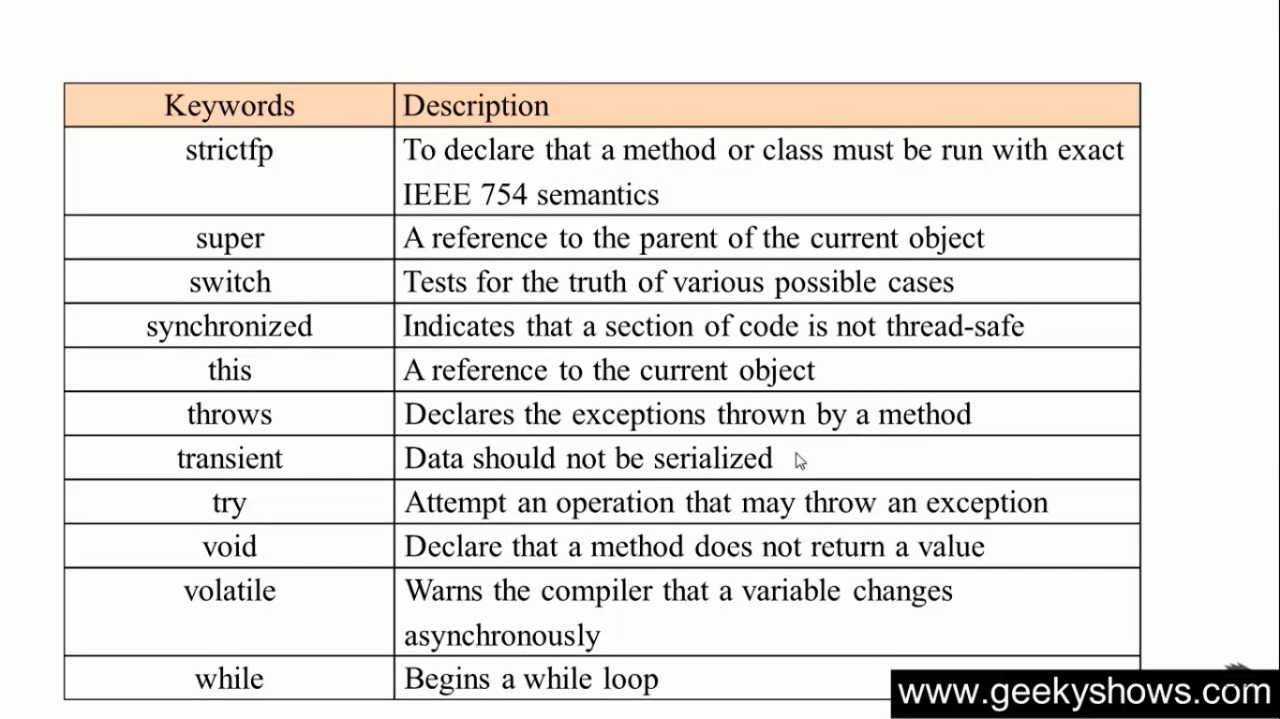 Keywords Description
strictfp To declare that a method or class must be run with exact
IEEE 754 semantics
super A reference to the parent of the current object
switch Tests for the truth of various possible cases
synchronized Indicates that a section of code is not thread-safe
this A reference to the current object
throws Declares the exceptions thrown by a method
transient Data should not be serialized
try Attempt an operation that may throw an exception
void Declare that a method does not return a value
volatile Warns the compiler that a variable changes
asynchronously
while Begins a while loop
www.geekyshows.com